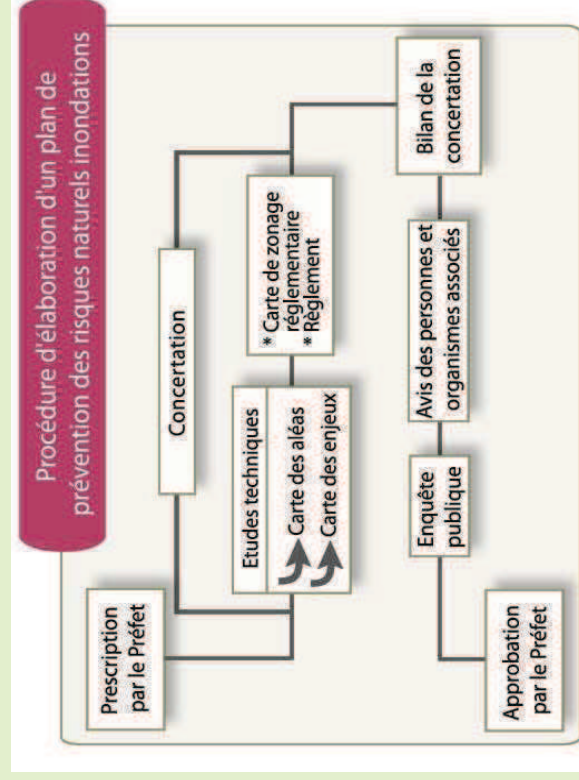 Procédure d'élaboration d'un plan de
prévention des risques naturels inondations
Prescription
par le Préfet
Concertation
Etudes techniques
Carte des aléas
Carte des enjeux
* Carte de zonage
réglementaire
* Règlement
Bilan de la
concertation
Avis des personnes et
organismes associés
Enquête
publique
Approbation
par le Préfet